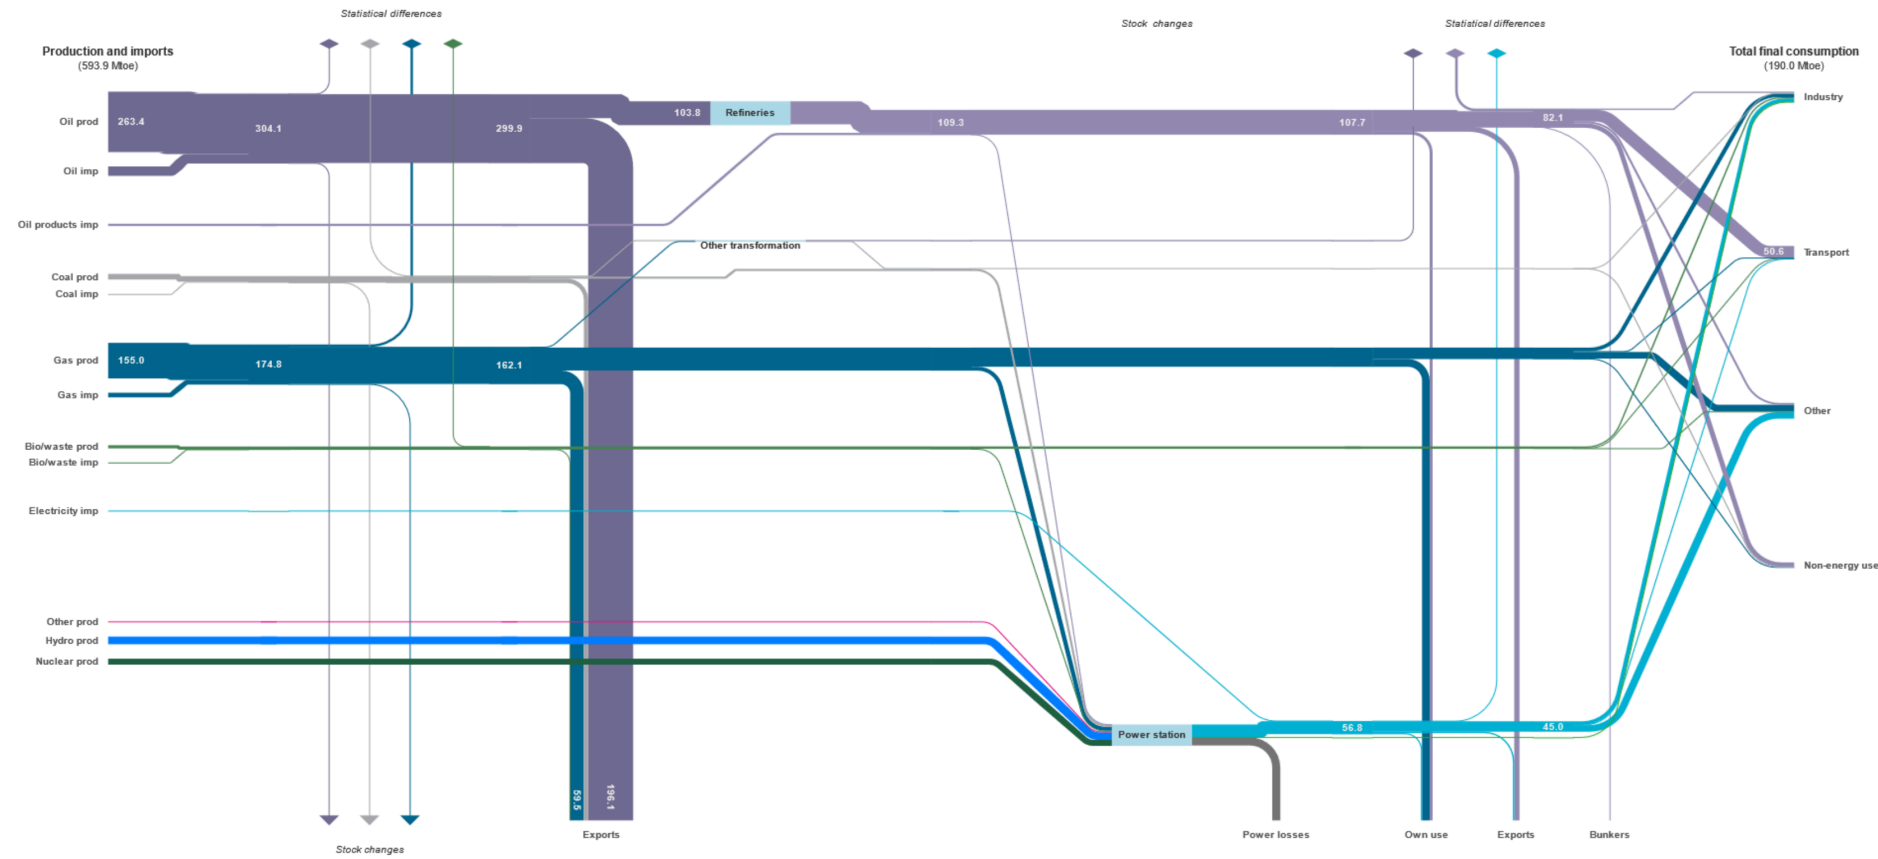 Statistical differences
Stock changes
Statistical differences
Production and imports
(593.9 Mtoe)
Total final consumption
(190.0 Mtoe)
Industry
Oil prod
263.4
304.1
299.9
103.8
Refineries
109.3
107.7
82.1
Oil imp
Oil products imp
Other transformation
50.6
Transport
Coal prod
Coal imp
Gas prod
155.0
174.8
162.1
Gas imp
Other
Bio/waste prod
Bio/waste imp
Electricity imp
Non-energy use
Other prod
Hydro prod
Nuclear prod
Power station
56.8
45.0
59.5
196.1
Exports
Power losses
Own use
Exports
Bunkers
Stock changes